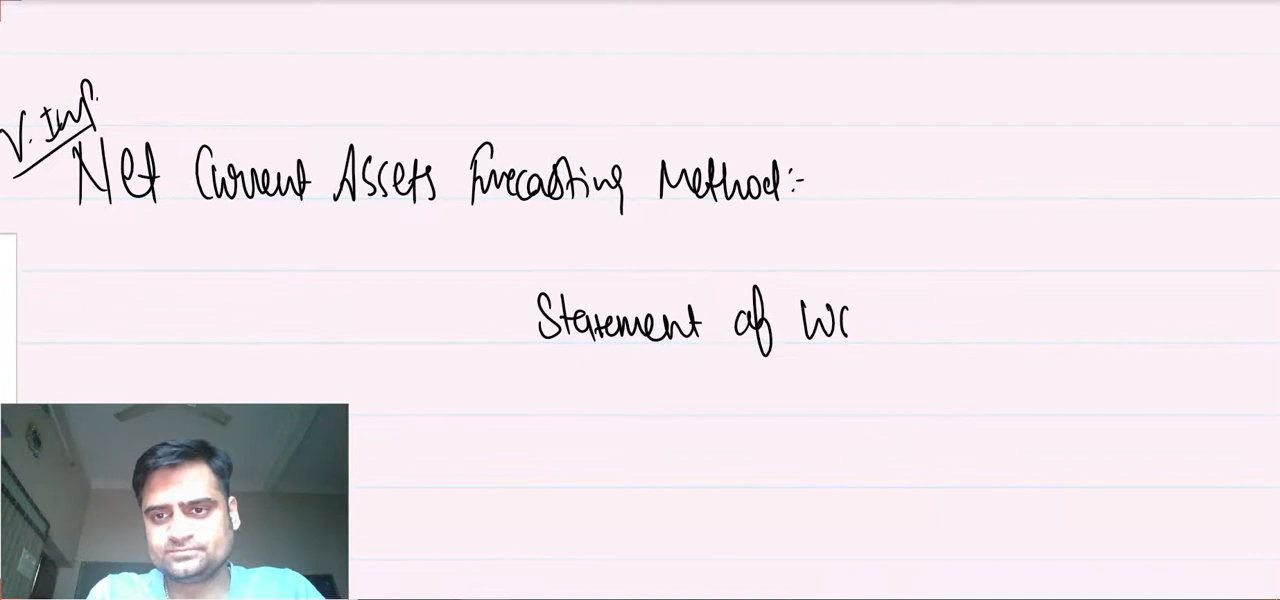 V. Imp.
Net Current Assets Forecasting Method:-
Statement of WC